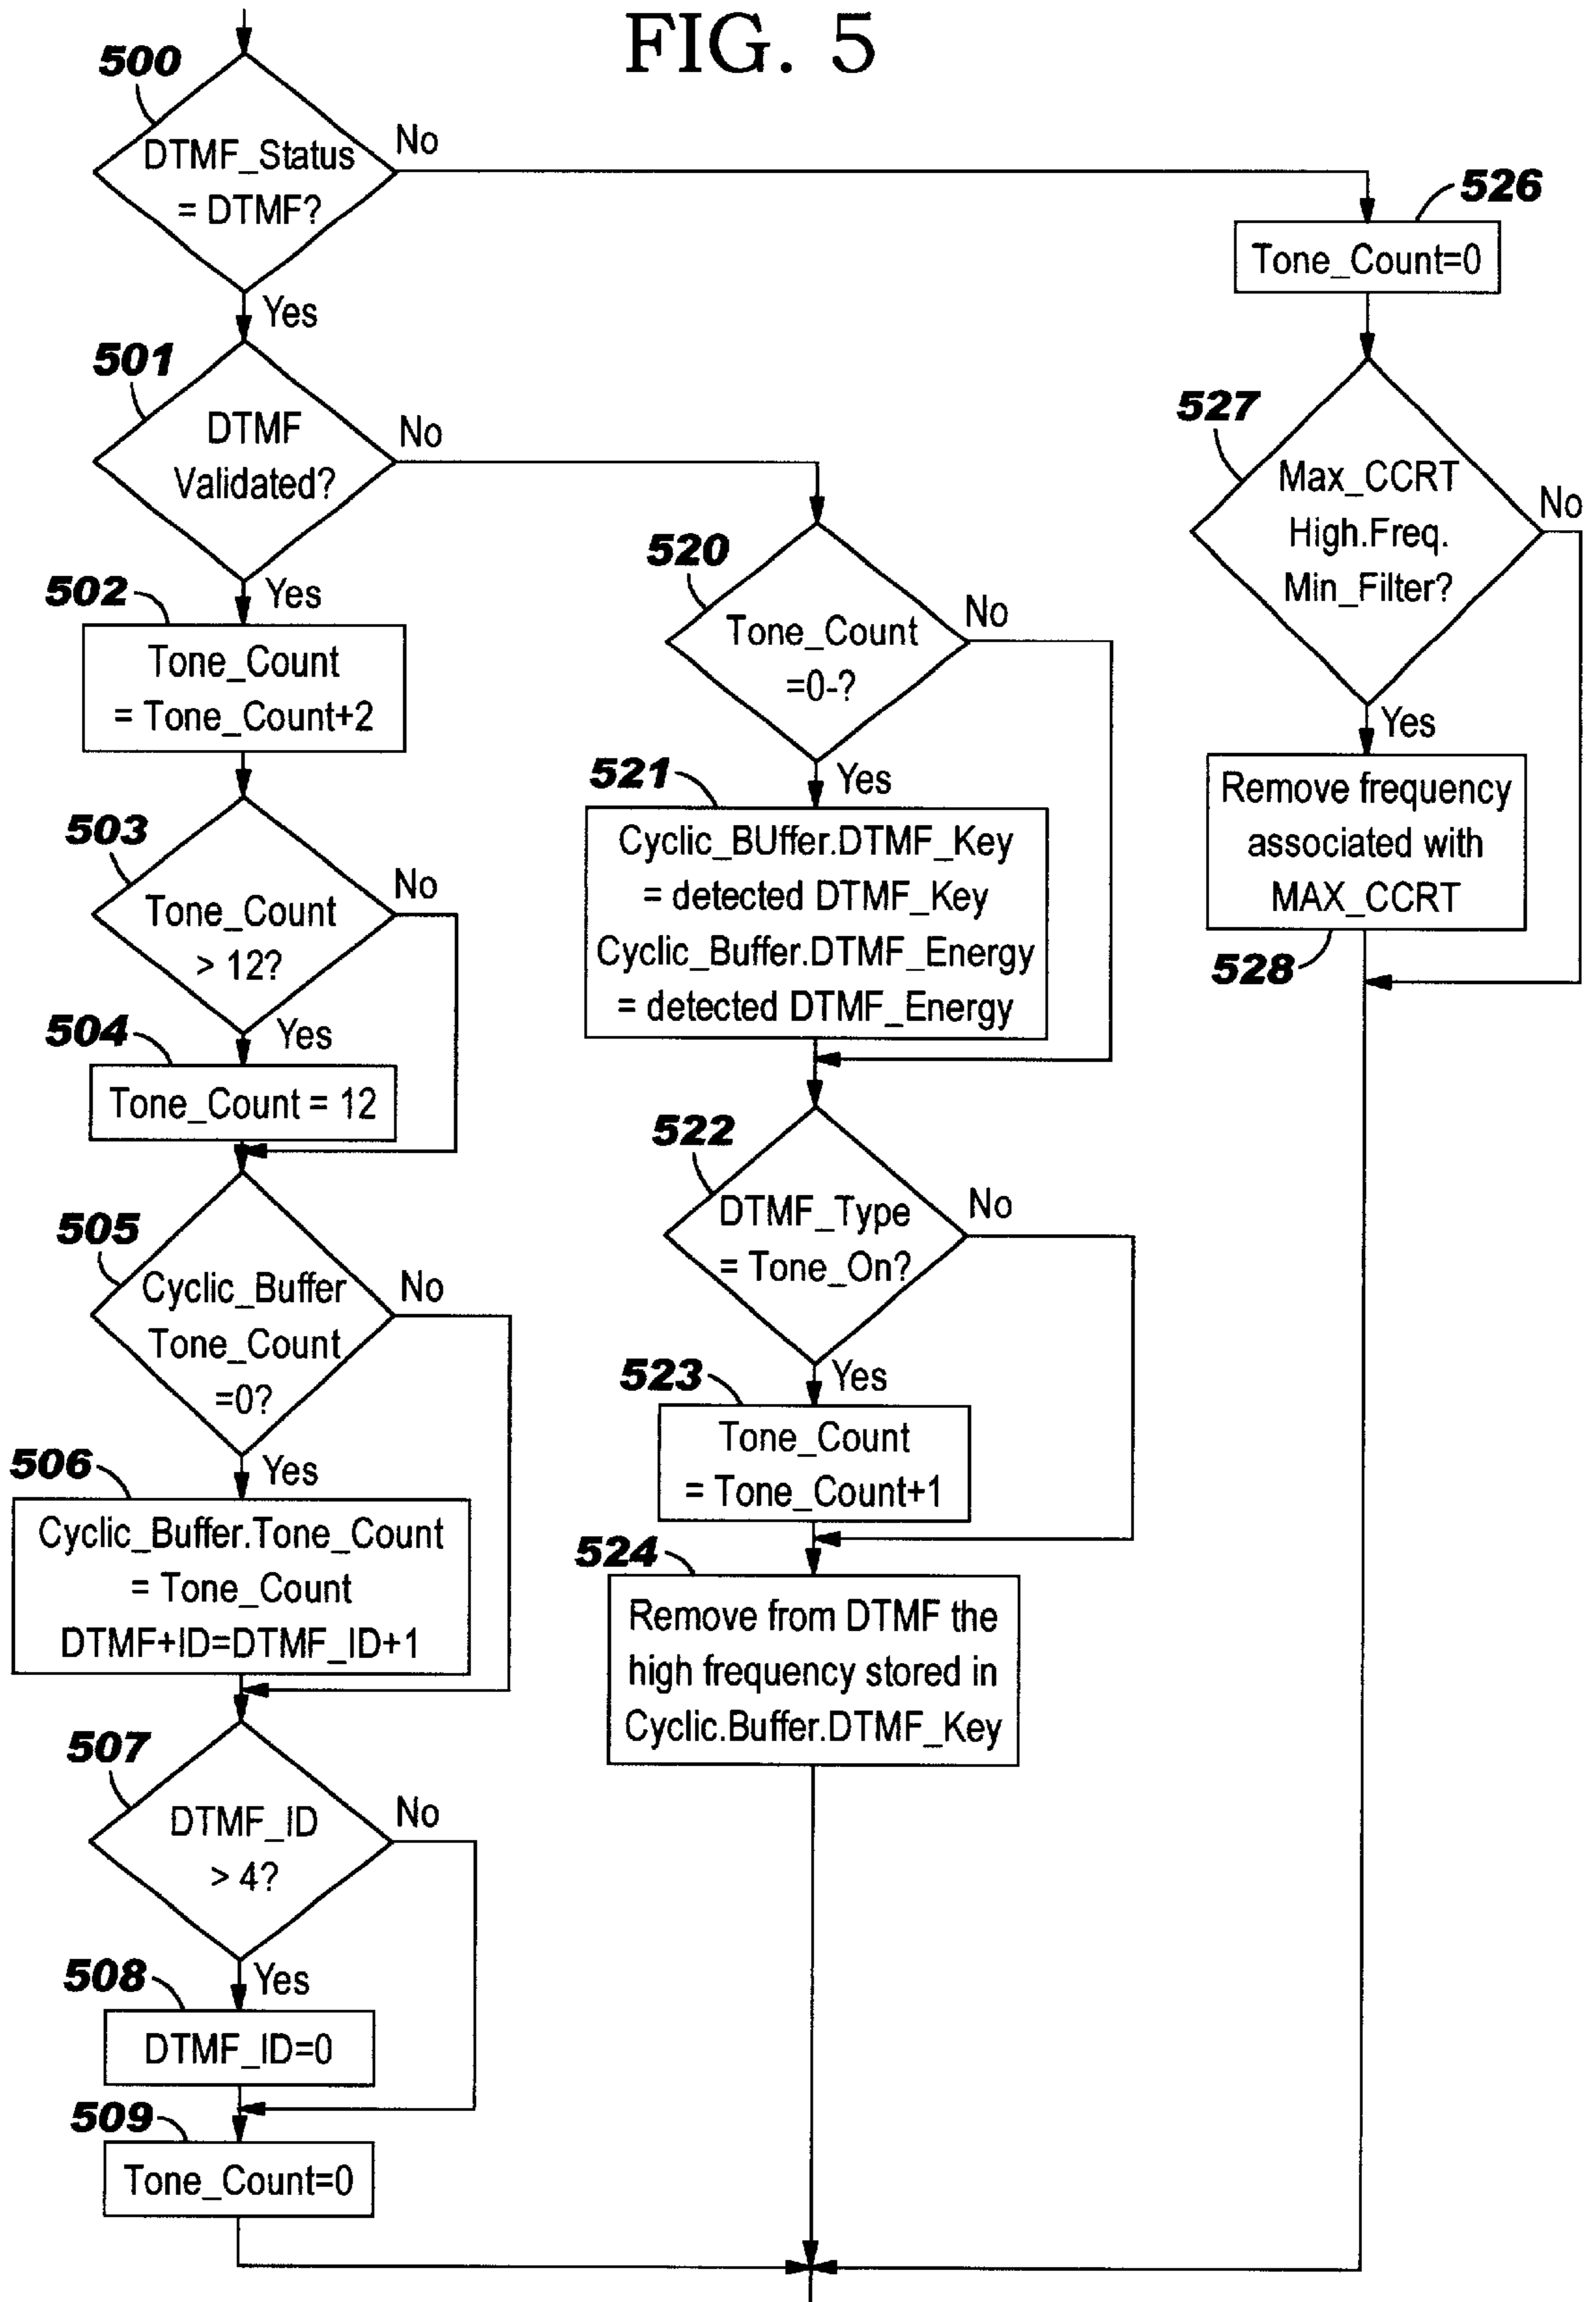 FIG. 5
500
DTMF_Status
= DTMF?
No
Yes
501
DTMF
Validated?
No
Yes
502
Tone_Count
= Tone_Count+2
503
Tone_Count
> 12?
No
Yes
504
Tone_Count = 12
505
Cyclic_Buffer
Tone_Count
=0?
No
Yes
506
Cyclic_Buffer.Tone_Count
= Tone_Count
DTMF+ID=DTMF_ID+1
507
DTMF_ID
> 4?
No
Yes
508
DTMF_ID=0
509
Tone_Count=0
520
Tone_Count
=0-?
No
Yes
521
Cyclic_BUffer.DTMF_Key
= detected DTMF_Key
Cyclic_Buffer.DTMF_Energy
= detected DTMF_Energy
522
DTMF_Type
= Tone_On?
No
Yes
523
Tone_Count
= Tone_Count+1
524
Remove from DTMF the
high frequency stored in
Cyclic.Buffer.DTMF_Key
526
Tone_Count=0
527
Max_CCRT
High.Freq.
Min_Filter?
No
Yes
Remove frequency
associated with
MAX_CCRT
528